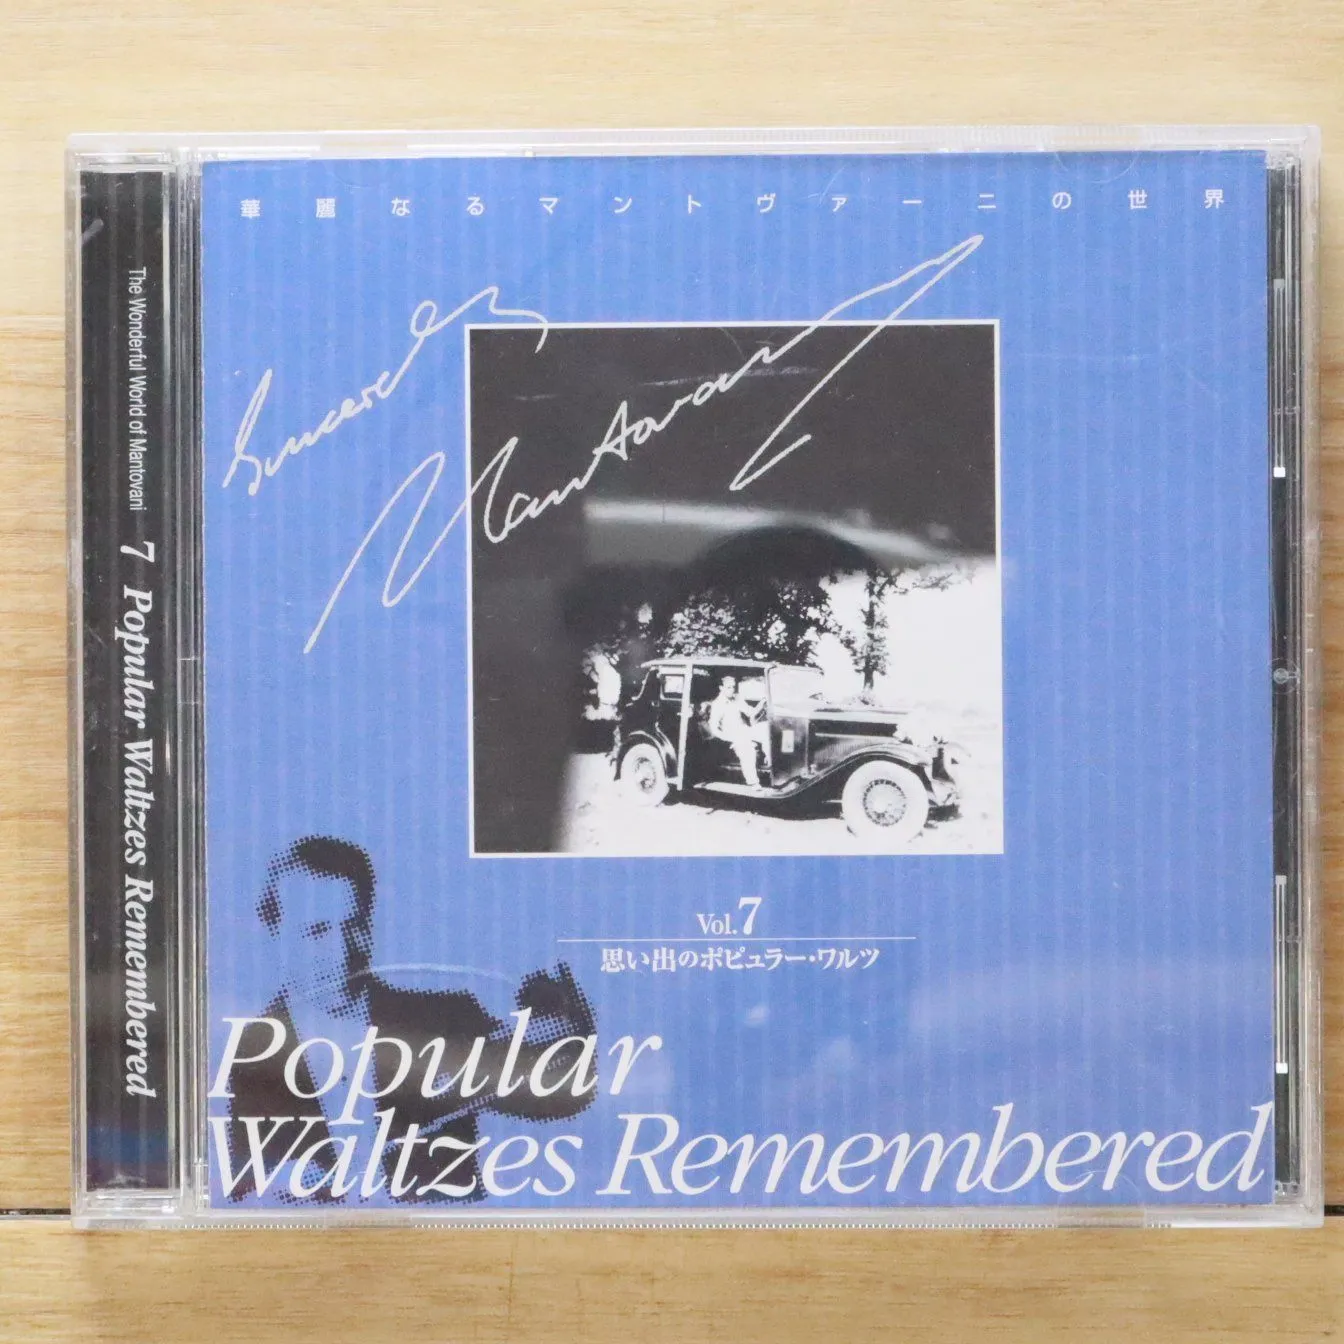 華麗なるマントヴァーニの世界
Sincerely
Mantovani
Vol.7
思い出のポピュラー・ワルツ
Popular
Waltzes Remembered
The Wonderful World of Mantovani 7 Popular Waltzes Remembered